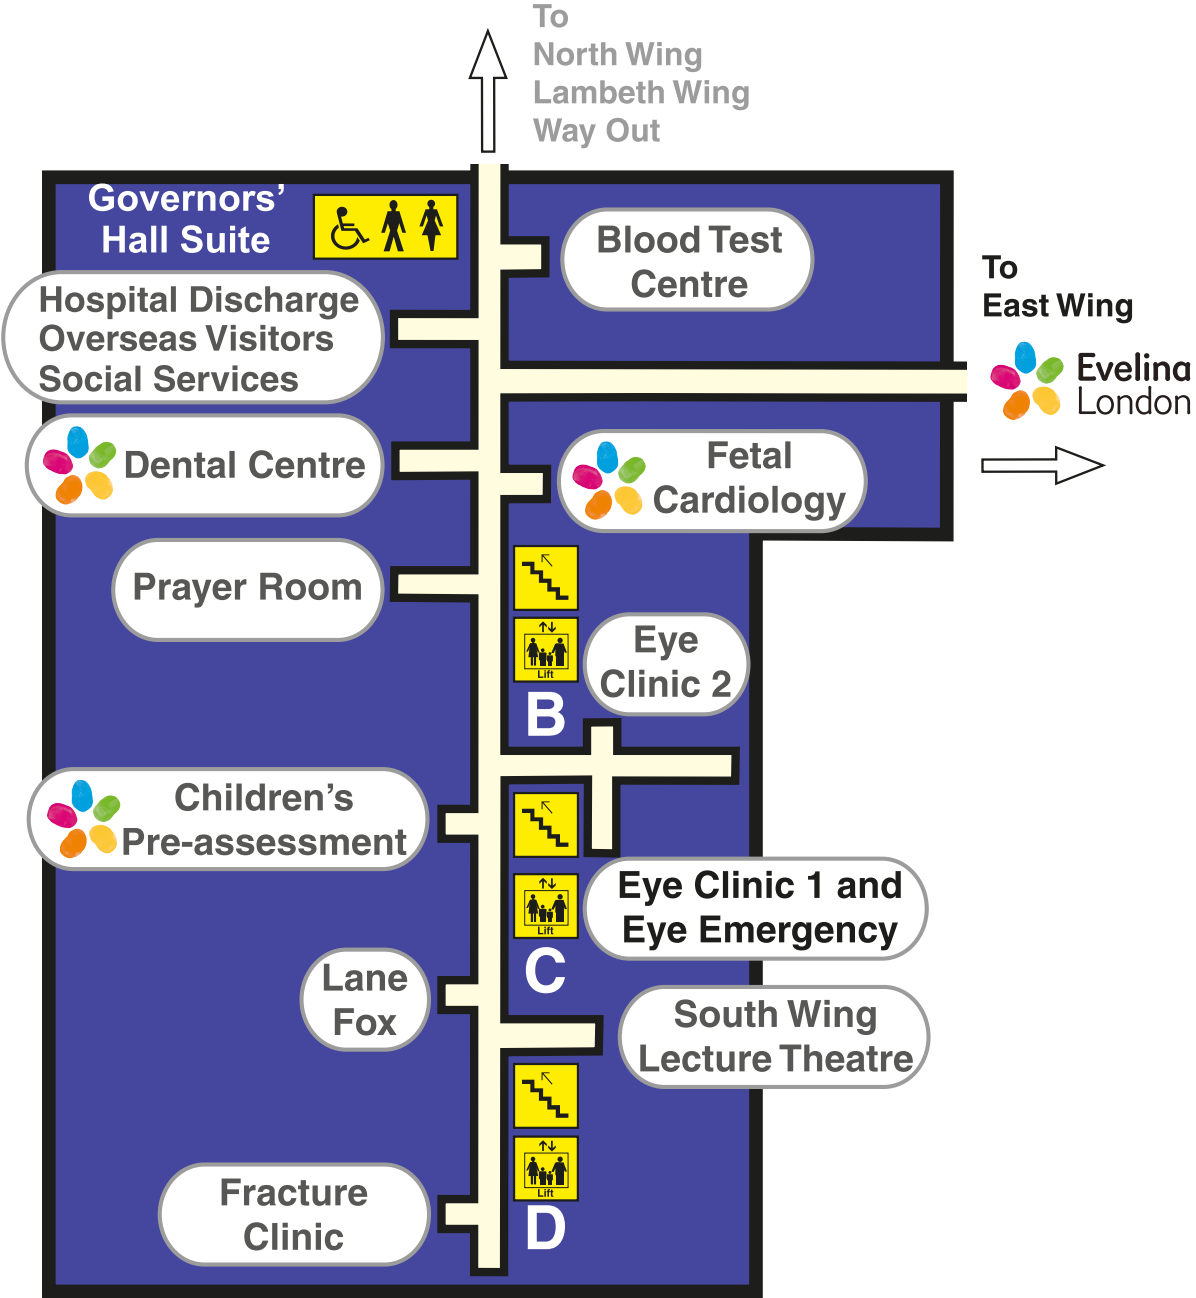 To
North Wing
Lambeth Wing
Way Out
Governors’
Hall Suite
Blood Test
Centre
To
East Wing
Hospital Discharge
Overseas Visitors
Social Services
Evelina
London
Dental Centre
Fetal
Cardiology
Prayer Room
Lift
B
Eye
Clinic 2
Children’s
Pre-assessment
Lift
C
Eye Clinic 1 and
Eye Emergency
Lane
Fox
South Wing
Lecture Theatre
Lift
D
Fracture
Clinic